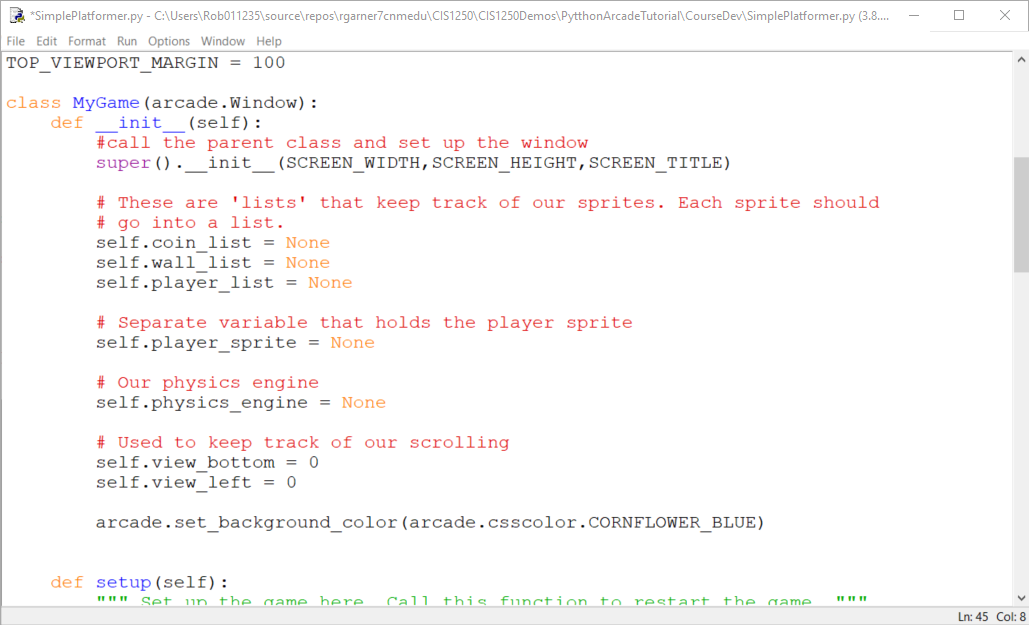 *SimplePlatformer.py - C:\Users\Rob011235\source\repos\rgarner7cnmedu\CIS1250\CIS1250Demos\PytthonArcadeTutorial\CourseDev\SimplePlatformer.py (3.8....
File Edit Format Run Options Window Help
TOP_VIEWPORT_MARGIN = 100
class MyGame(arcade.Window):
    def __init__(self):
        #call the parent class and set up the window
        super().__init__(SCREEN_WIDTH,SCREEN_HEIGHT,SCREEN_TITLE)
        # These are 'lists' that keep track of our sprites. Each sprite should
        # go into a list.
        self.coin_list = None
        self.wall_list = None
        self.player_list = None
        # Separate variable that holds the player sprite
        self.player_sprite = None
        # Our physics engine
        self.physics_engine = None
        # Used to keep track of our scrolling
        self.view_bottom = 0
        self.view_left = 0
        arcade.set_background_color(arcade.csscolor.CORNFLOWER_BLUE)
    def setup(self):
        """ Set up the game here. Call this function to restart the game. """
Ln: 45 Col: 8